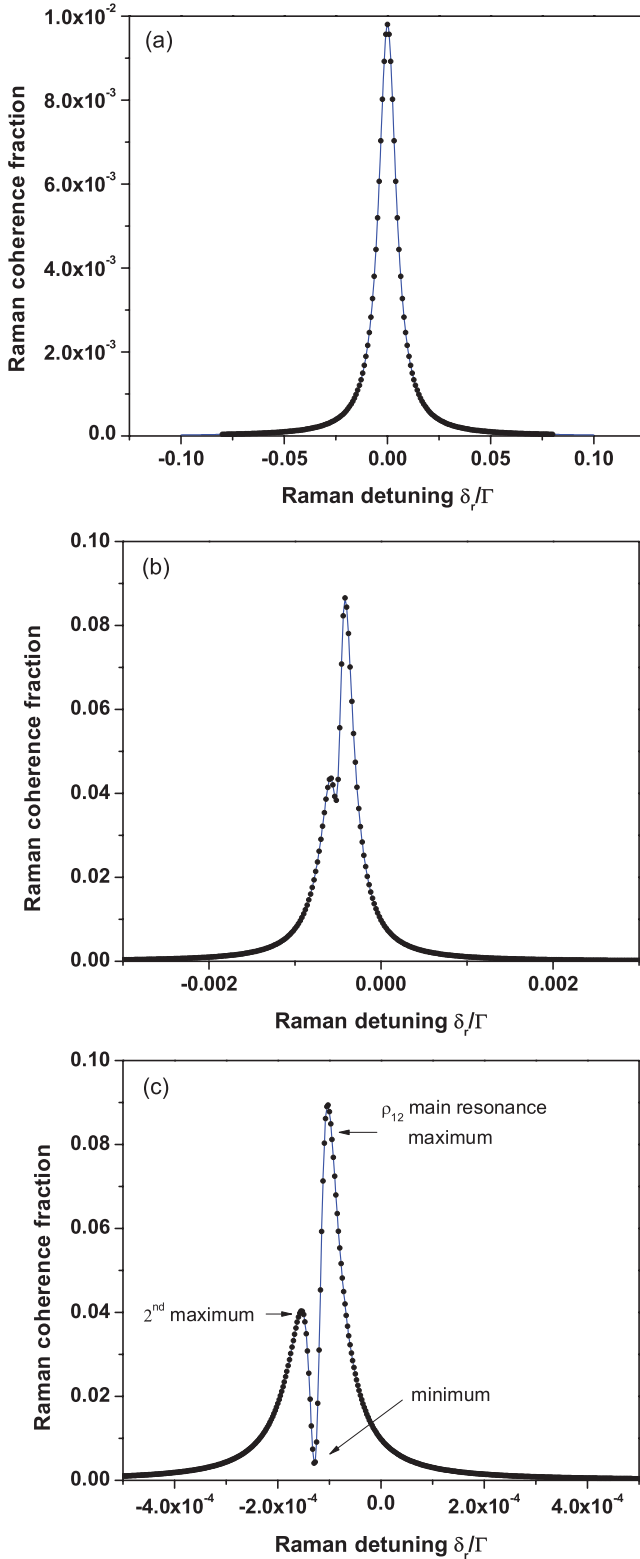 (a)
1.0x10⁻²
8.0x10⁻³
6.0x10⁻³
4.0x10⁻³
2.0x10⁻³
0.0
-0.10 -0.05 0.00 0.05 0.10
Raman coherence fraction
Raman detuning δᵣ/Γ
(b)
0.10
0.08
0.06
0.04
0.02
0.00
-0.002 0.000 0.002
Raman coherence fraction
Raman detuning δᵣ/Γ
(c)
0.10
0.08
0.06
0.04
0.02
0.00
ρ₁₂ main resonance
maximum
2ⁿᵈ maximum
minimum
-4.0x10⁻⁴ -2.0x10⁻⁴ 0.0 2.0x10⁻⁴ 4.0x10⁻⁴
Raman coherence fraction
Raman detuning δᵣ/Γ